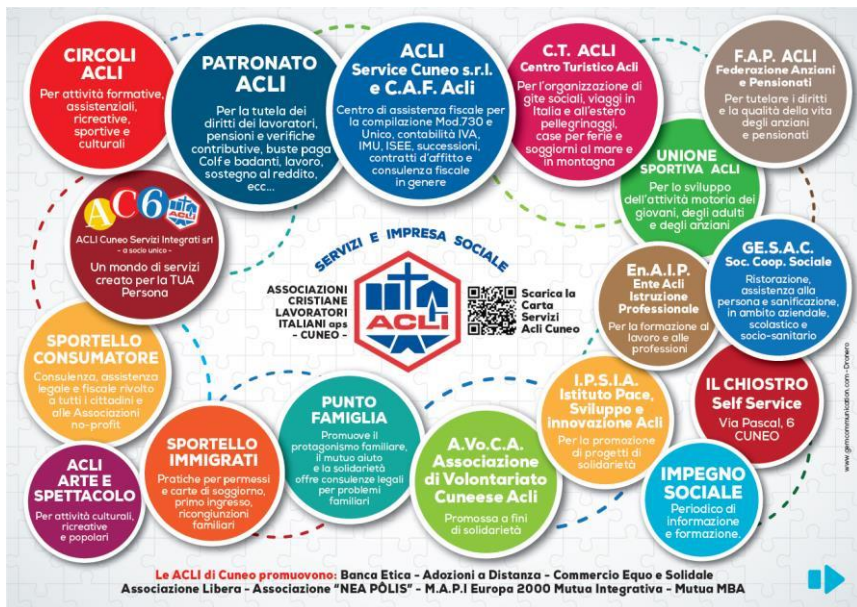 CIRCOLI
ACLI
Per attività formative,
assistenziali,
ricreative,
sportive e
culturali
PATRONATO
ACLI
Per la tutela dei
diritti dei lavoratori,
pensioni e verifiche
contributive, buste paga
Colf e badanti, lavoro,
sostegno al reddito,
ecc...
ACLI
Service Cuneo s.r.l.
e C.A.F. Acli
Centro di assistenza fiscale per
la compilazione Mod.730 e
Unico, contabilità IVA,
IMU, ISEE, successioni,
contratti d'affitto e
consulenza fiscale
in genere
C.T. ACLI
Centro Turistico Acli
Per l'organizzazione di
gite sociali, viaggi in
Italia e all'estero
pellegrinaggi,
case per ferie e
soggiorni al mare e
in montagna
F.A.P. ACLI
Federazione Anziani
e Pensionati
Per tutelare i diritti
e la qualità della vita
degli anziani
e pensionati
UNIONE
SPORTIVA ACLI
Per lo sviluppo
dell'attività motoria dei
giovani, degli adulti
e degli anziani
AC6 ACLI
ACLI Cuneo Servizi Integrati srl
- a socio unico -
Un mondo di servizi
creato per la TUA
Persona
SERVIZI E IMPRESA SOCIALE
ASSOCIAZIONI
CRISTIANE
LAVORATORI
ITALIANI aps
- CUNEO -
ACLI
Scarica la
Carta
Servizi
Acli Cuneo
En.A.I.P.
Ente Acli
Istruzione
Professionale
Per la formazione al
lavoro e alle
professioni
GE.S.A.C.
Soc. Coop. Sociale
Ristorazione,
assistenza alla
persona e sanificazione,
in ambito aziendale,
scolastico e
socio-sanitario
SPORTELLO
CONSUMATORE
Consulenza, assistenza
legale e fiscale rivolto
a tutti i cittadini e
alle Associazioni
no-profit
SPORTELLO
IMMIGRATI
Pratiche per permessi
e carte di soggiorno,
primo ingresso,
ricongiunzioni
familiari
PUNTO
FAMIGLIA
Promuove il
protagonismo familiare,
il mutuo aiuto
e la solidarietà
offre consulenze legali
per problemi
familiari
A.Vo.C.A.
Associazione
di Volontariato
Cuneese Acli
Promossa a fini
di solidarietà
I.P.S.I.A.
Istituto Pace,
Sviluppo e
innovazione Acli
Per la promozione
di progetti di
solidarietà
IL CHIOSTRO
Self Service
Via Pascal, 6
CUNEO
ACLI
ARTE E
SPETTACOLO
Per attività culturali,
ricreative
e popolari
IMPEGNO
SOCIALE
Periodico di
informazione
e formazione.
www.gemcommunication.com - Dronero
Le ACLI di Cuneo promuovono: Banca Etica - Adozioni a Distanza - Commercio Equo e Solidale
Associazione Libera - Associazione "NEA PÒLIS" - M.A.P.I Europa 2000 Mutua Integrativa - Mutua MBA